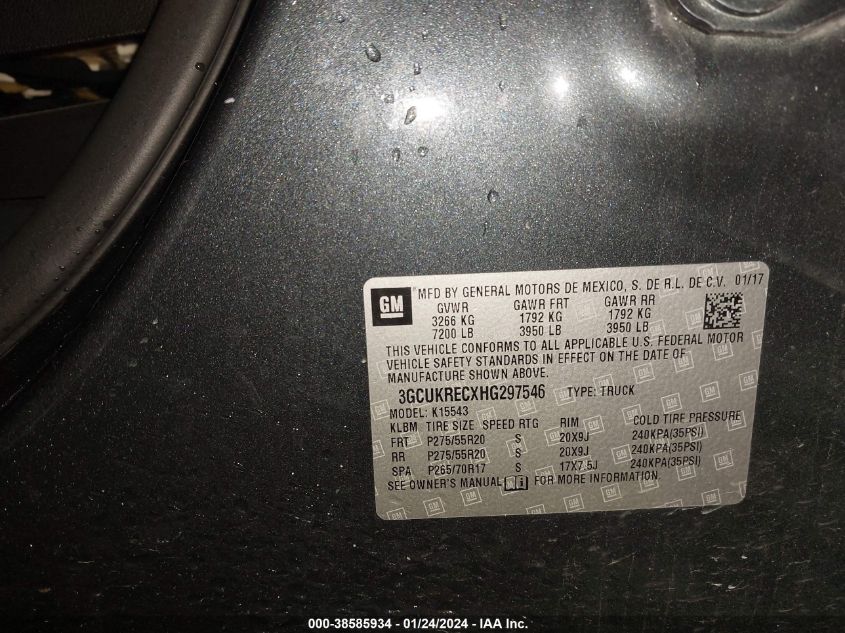 GM MFD BY GENERAL MOTORS DE MEXICO, S. DE R.L. DE C.V. 01/17
GVWR GAWR FRT GAWR RR
3266 KG 1792 KG 1792 KG
7200 LB 3950 LB 3950 LB
THIS VEHICLE CONFORMS TO ALL APPLICABLE U.S. FEDERAL MOTOR
VEHICLE SAFETY STANDARDS IN EFFECT ON THE DATE OF
MANUFACTURE SHOWN ABOVE.
3GCUKRECXHG297546 TYPE: TRUCK
MODEL: K15543
KLBM TIRE SIZE SPEED RTG RIM COLD TIRE PRESSURE
FRT P275/55R20 S 20X9J 240KPA(35PSI)
RR P275/55R20 S 20X9J 240KPA(35PSI)
SPA P265/70R17 S 17X7.5J 240KPA(35PSI)
SEE OWNER'S MANUAL FOR MORE INFORMATION.
000-38585934 / 01/24/2024 - IAA Inc.